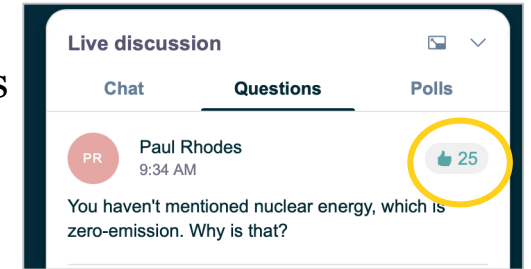 Live discussion
s
Chat Questions Polls
PR
Paul Rhodes
9:34 AM
25
You haven't mentioned nuclear energy, which is
zero-emission. Why is that?